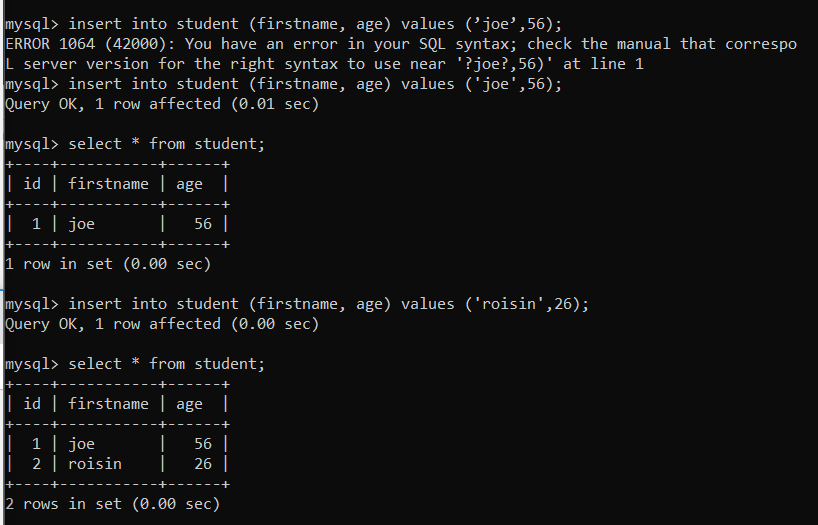 mysql> insert into student (firstname, age) values (’joe’,56);
ERROR 1064 (42000): You have an error in your SQL syntax; check the manual that correspo
L server version for the right syntax to use near '?joe?,56)' at line 1
mysql> insert into student (firstname, age) values ('joe',56);
Query OK, 1 row affected (0.01 sec)

mysql> select * from student;
+----+-----------+------+
| id | firstname | age  |
+----+-----------+------+
|  1 | joe       |   56 |
+----+-----------+------+
1 row in set (0.00 sec)

mysql> insert into student (firstname, age) values ('roisin',26);
Query OK, 1 row affected (0.00 sec)

mysql> select * from student;
+----+-----------+------+
| id | firstname | age  |
+----+-----------+------+
|  1 | joe       |   56 |
|  2 | roisin    |   26 |
+----+-----------+------+
2 rows in set (0.00 sec)